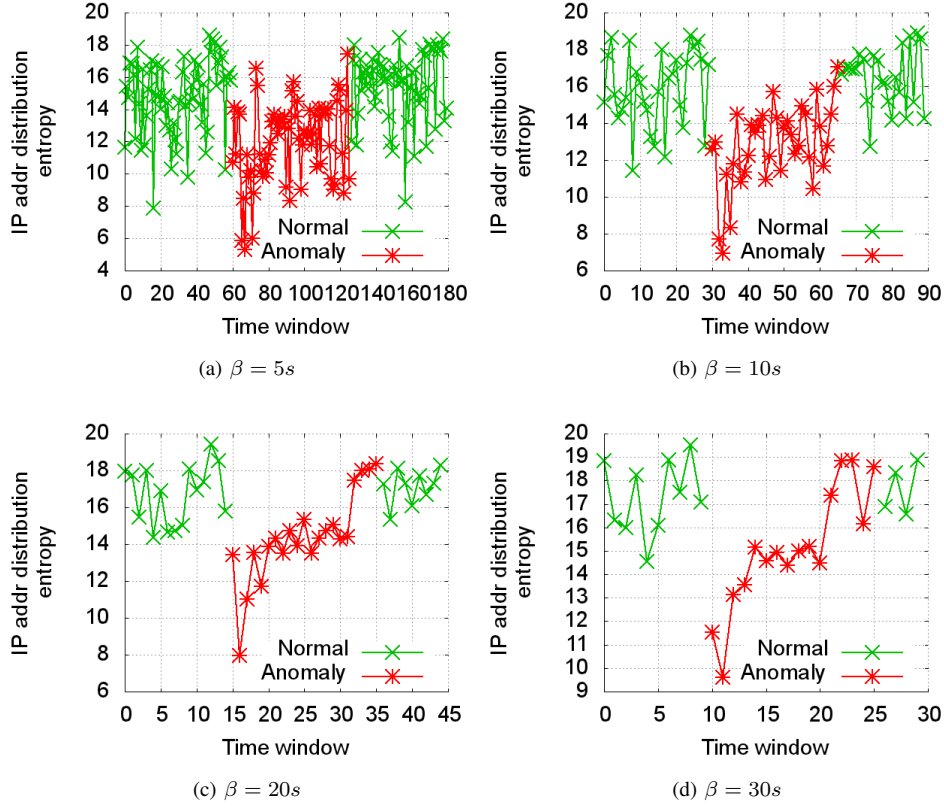 IP addr distribution
entropy
20
18
16
14
12
10
8
6
4
Normal
Anomaly
0 20 40 60 80 100 120 140 160 180
Time window
(a) β = 5s
IP addr distribution
entropy
20
18
16
14
12
10
8
6
Normal
Anomaly
0 10 20 30 40 50 60 70 80 90
Time window
(b) β = 10s
IP addr distribution
entropy
20
18
16
14
12
10
8
6
Normal
Anomaly
0 5 10 15 20 25 30 35 40 45
Time window
(c) β = 20s
IP addr distribution
entropy
20
19
18
17
16
15
14
13
12
11
10
9
Normal
Anomaly
0 5 10 15 20 25 30
Time window
(d) β = 30s